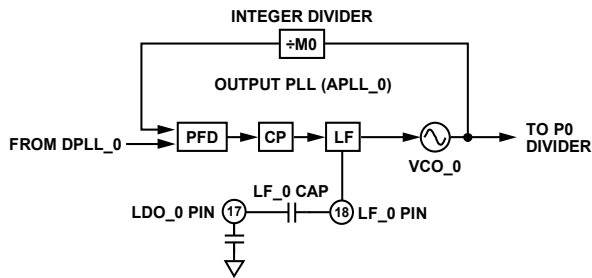 INTEGER DIVIDER
÷M0
OUTPUT PLL (APLL_0)
FROM DPLL_0
PFD
CP
LF
VCO_0
TO P0
DIVIDER
LF_0 CAP
LDO_0 PIN
17
18
LF_0 PIN